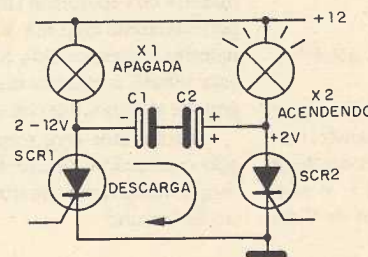 +12
X1
APAGADA
X2
ACENDENDO
C1 C2
2-12V
- +
+
+2V
SCR1
DESCARGA
SCR2